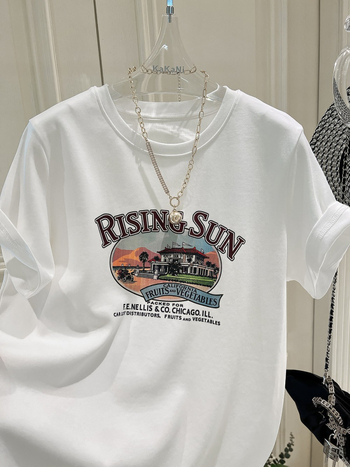 RISING SUN
CALIFORNIA
FRUITS AND VEGETABLES
PACKED FOR
F.E. NELLIS & CO. CHICAGO, ILL.
CAR LOT DISTRIBUTORS, FRUITS AND VEGETABLES